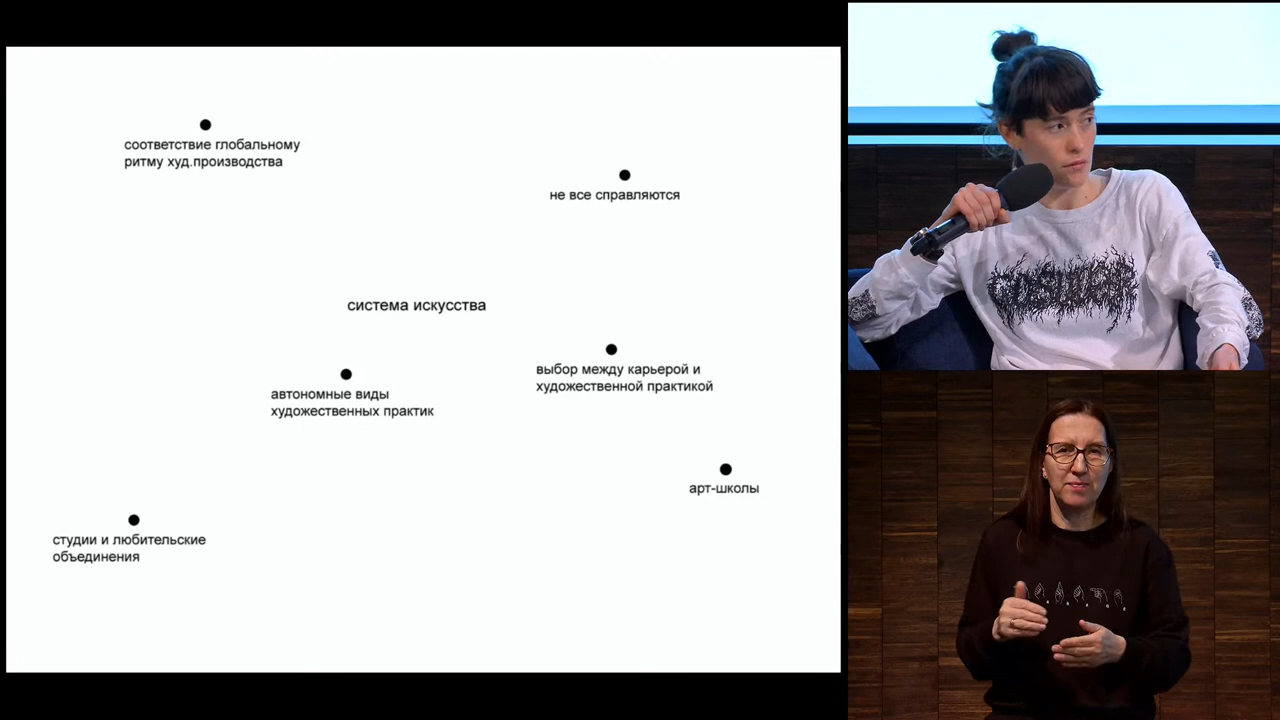 соответствие глобальному
ритму худ.производства
не все справляются
система искусства
выбор между карьерой и
художественной практикой
автономные виды
художественных практик
арт-школы
студии и любительские
объединения